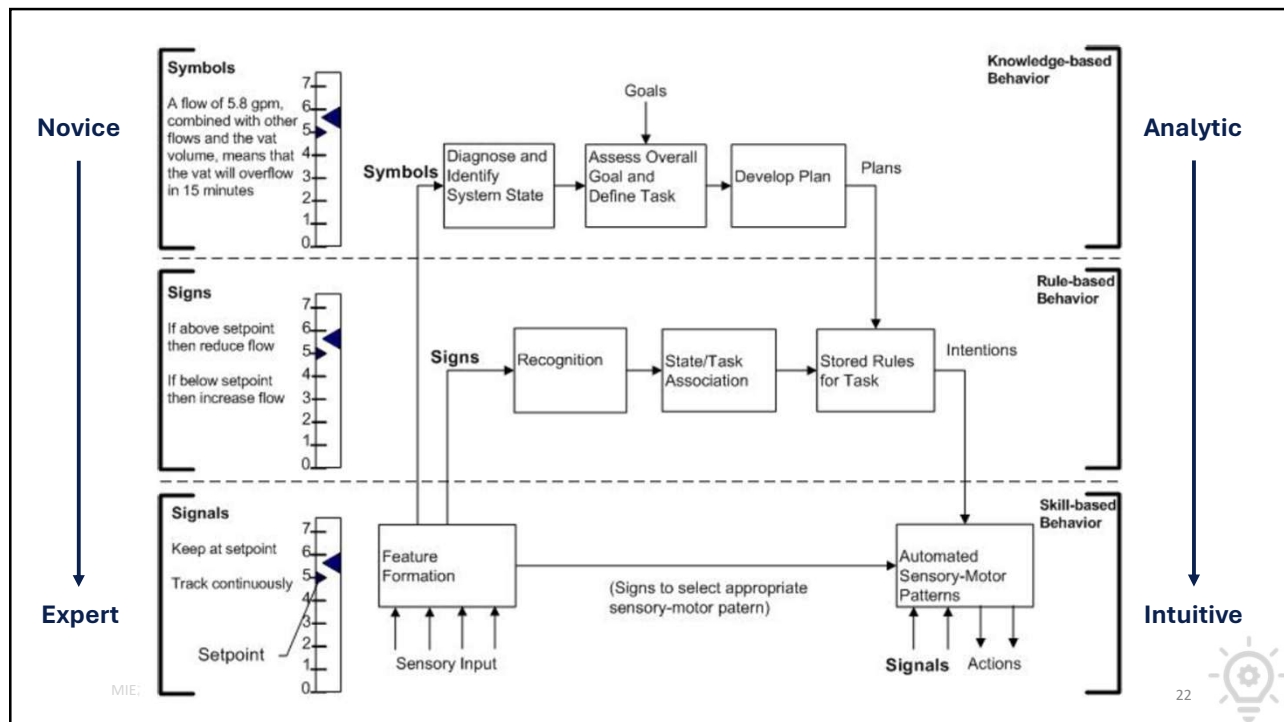 Novice
Expert
Symbols
A flow of 5.8 gpm,
combined with other
flows and the vat
volume, means that
the vat will overflow
in 15 minutes
7
6
5
4
3
2
1
0
Knowledge-based
Behavior
Goals
Symbols
Diagnose and
Identify
System State
Assess Overall
Goal and
Define Task
Develop Plan
Plans
Signs
If above setpoint
then reduce flow
If below setpoint
then increase flow
7
6
5
4
3
2
1
0
Rule-based
Behavior
Signs
Recognition
State/Task
Association
Stored Rules
for Task
Intentions
Signals
Keep at setpoint
Track continuously
Setpoint
7
6
5
4
3
2
1
0
Skill-based
Behavior
Feature
Formation
(Signs to select appropriate
sensory-motor patern)
Automated
Sensory-Motor
Patterns
Sensory Input
Signals
Actions
Analytic
Intuitive
MIE
22